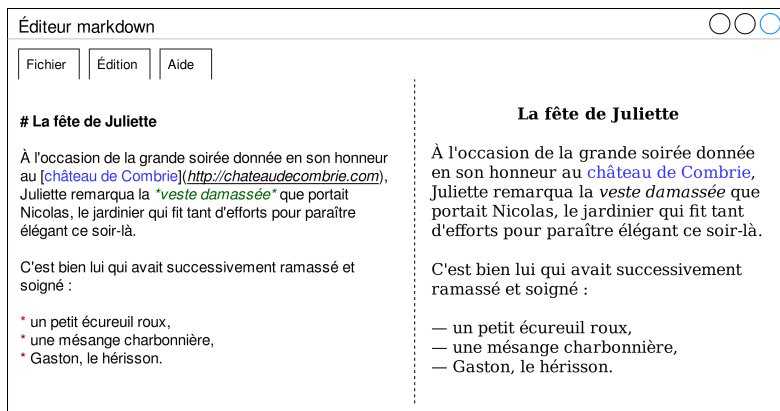 Éditeur markdown
Fichier
Édition
Aide
# La fête de Juliette
À l'occasion de la grande soirée donnée en son honneur
au [château de Combrie](http://chateaudecombrie.com),
Juliette remarqua la *veste damassée* que portait
Nicolas, le jardinier qui fit tant d'efforts pour paraître
élégant ce soir-là.
C'est bien lui qui avait successivement ramassé et
soigné :
* un petit écureuil roux,
* une mésange charbonnière,
* Gaston, le hérisson.
La fête de Juliette
À l'occasion de la grande soirée donnée
en son honneur au château de Combrie,
Juliette remarqua la veste damassée que
portait Nicolas, le jardinier qui fit tant
d'efforts pour paraître élégant ce soir-là.
C'est bien lui qui avait successivement
ramassé et soigné :
— un petit écureuil roux,
— une mésange charbonnière,
— Gaston, le hérisson.